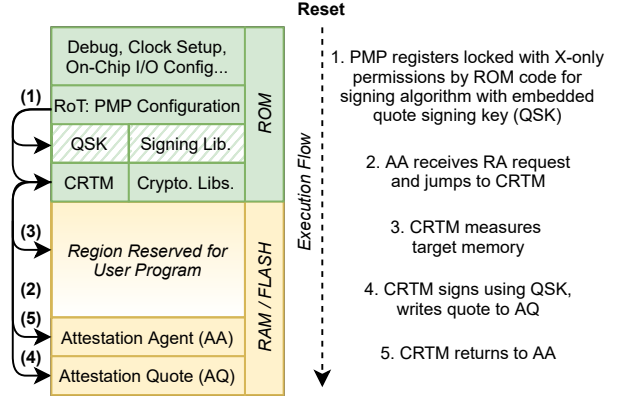 Reset
Debug, Clock Setup,
On-Chip I/O Config...
(1)
RoT: PMP Configuration
QSK
Signing Lib.
CRTM
Crypto. Libs.
ROM
(3)
Region Reserved for
User Program
(2)
(5)
Attestation Agent (AA)
(4)
Attestation Quote (AQ)
RAM / FLASH
Execution Flow
1. PMP registers locked with X-only
permissions by ROM code for
signing algorithm with embedded
quote signing key (QSK)
2. AA receives RA request
and jumps to CRTM
3. CRTM measures
target memory
4. CRTM signs using QSK,
writes quote to AQ
5. CRTM returns to AA